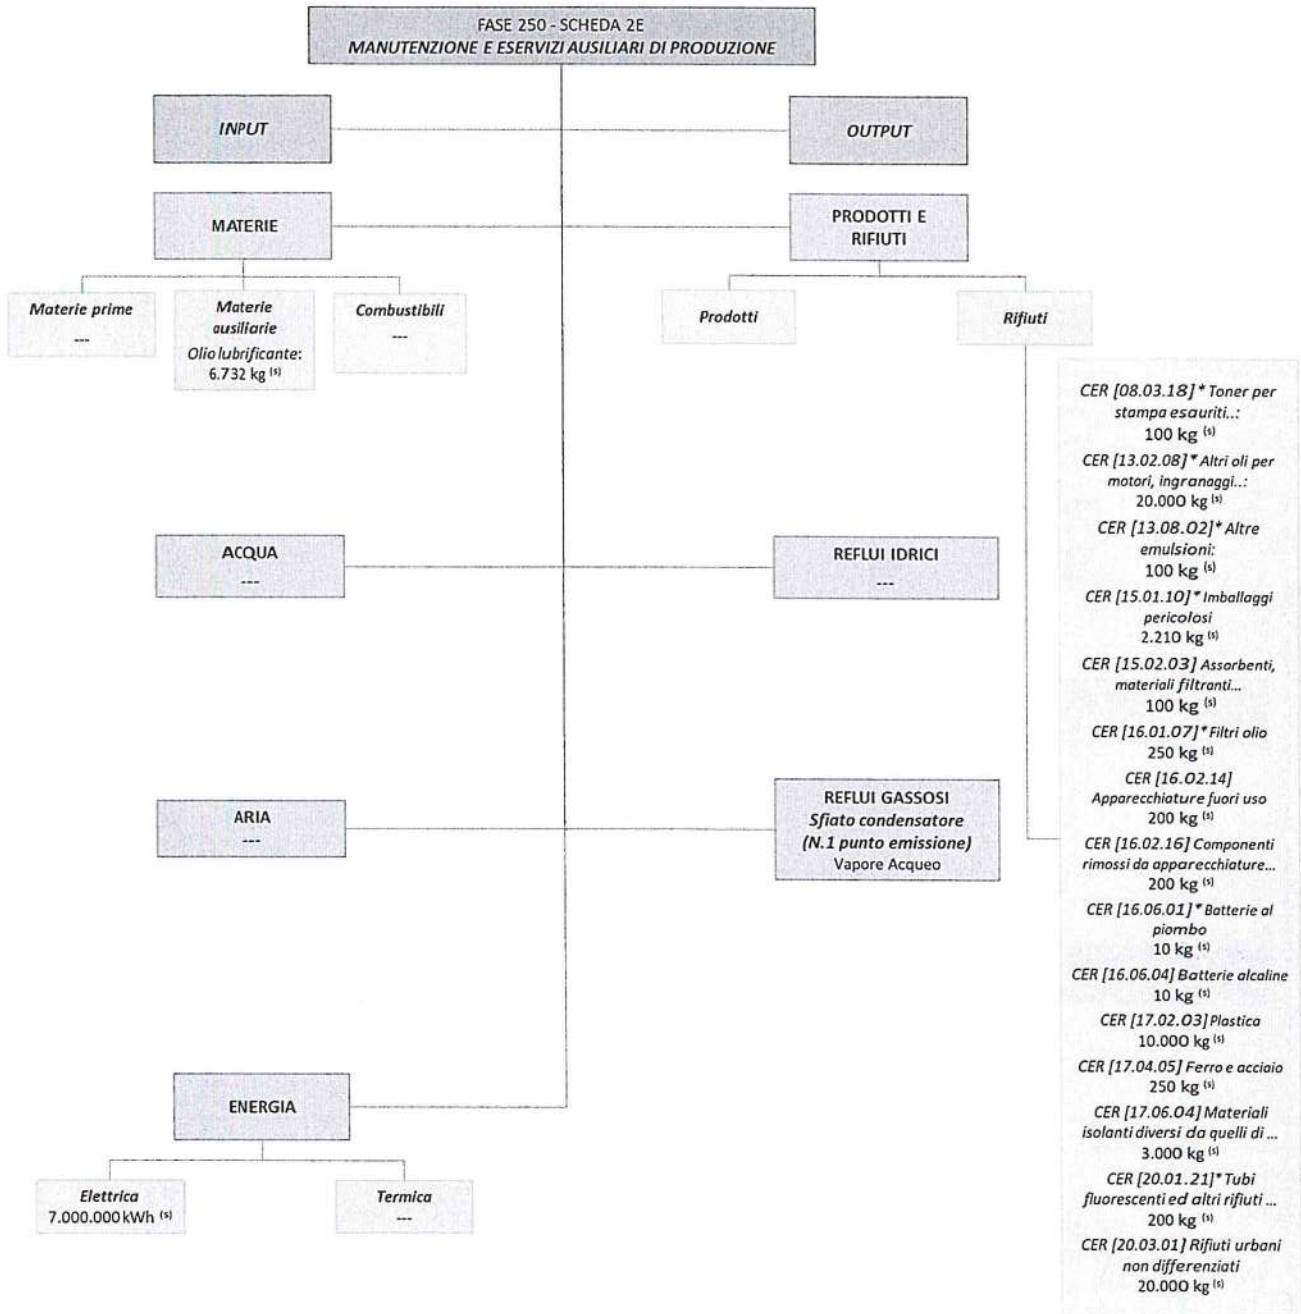 FASE 250 - SCHEDA 2E
MANUTENZIONE E ESERVIZI AUSILIARI DI PRODUZIONE
INPUT
OUTPUT
MATERIE
PRODOTTI E
RIFIUTI
Materie prime
---
Materie
ausiliarie
Olio lubrificante:
6.732 kg (s)
Combustibili
---
Prodotti
Rifiuti
CER [08.03.18]* Toner per
stampa esauriti..:
100 kg (s)
CER [13.02.08]* Altri oli per
motori, ingranaggi..:
20.000 kg (s)
CER [13.08.02]* Altre
emulsioni:
100 kg (s)
CER [15.01.10]* Imballaggi
pericolosi
2.210 kg (s)
CER [15.02.03] Assorbenti,
materiali filtranti...
100 kg (s)
CER [16.01.07]* Filtri olio
250 kg (s)
CER [16.02.14]
Apparecchiature fuori uso
200 kg (s)
CER [16.02.16] Componenti
rimossi da apparecchiature...
200 kg (s)
CER [16.06.01]* Batterie al
piombo
10 kg (s)
CER [16.06.04] Batterie alcaline
10 kg (s)
CER [17.02.03] Plastica
10.000 kg (s)
CER [17.04.05] Ferro e acciaio
250 kg (s)
CER [17.06.04] Materiali
isolanti diversi da quelli di ...
3.000 kg (s)
CER [20.01.21]* Tubi
fluorescenti ed altri rifiuti ...
200 kg (s)
CER [20.03.01] Rifiuti urbani
non differenziati
20.000 kg (s)
ACQUA
---
REFLUI IDRICI
---
ARIA
---
REFLUI GASSOSI
Sfiato condensatore
(N.1 punto emissione)
Vapore Acqueo
ENERGIA
Elettrica
7.000.000 kWh (s)
Termica
---